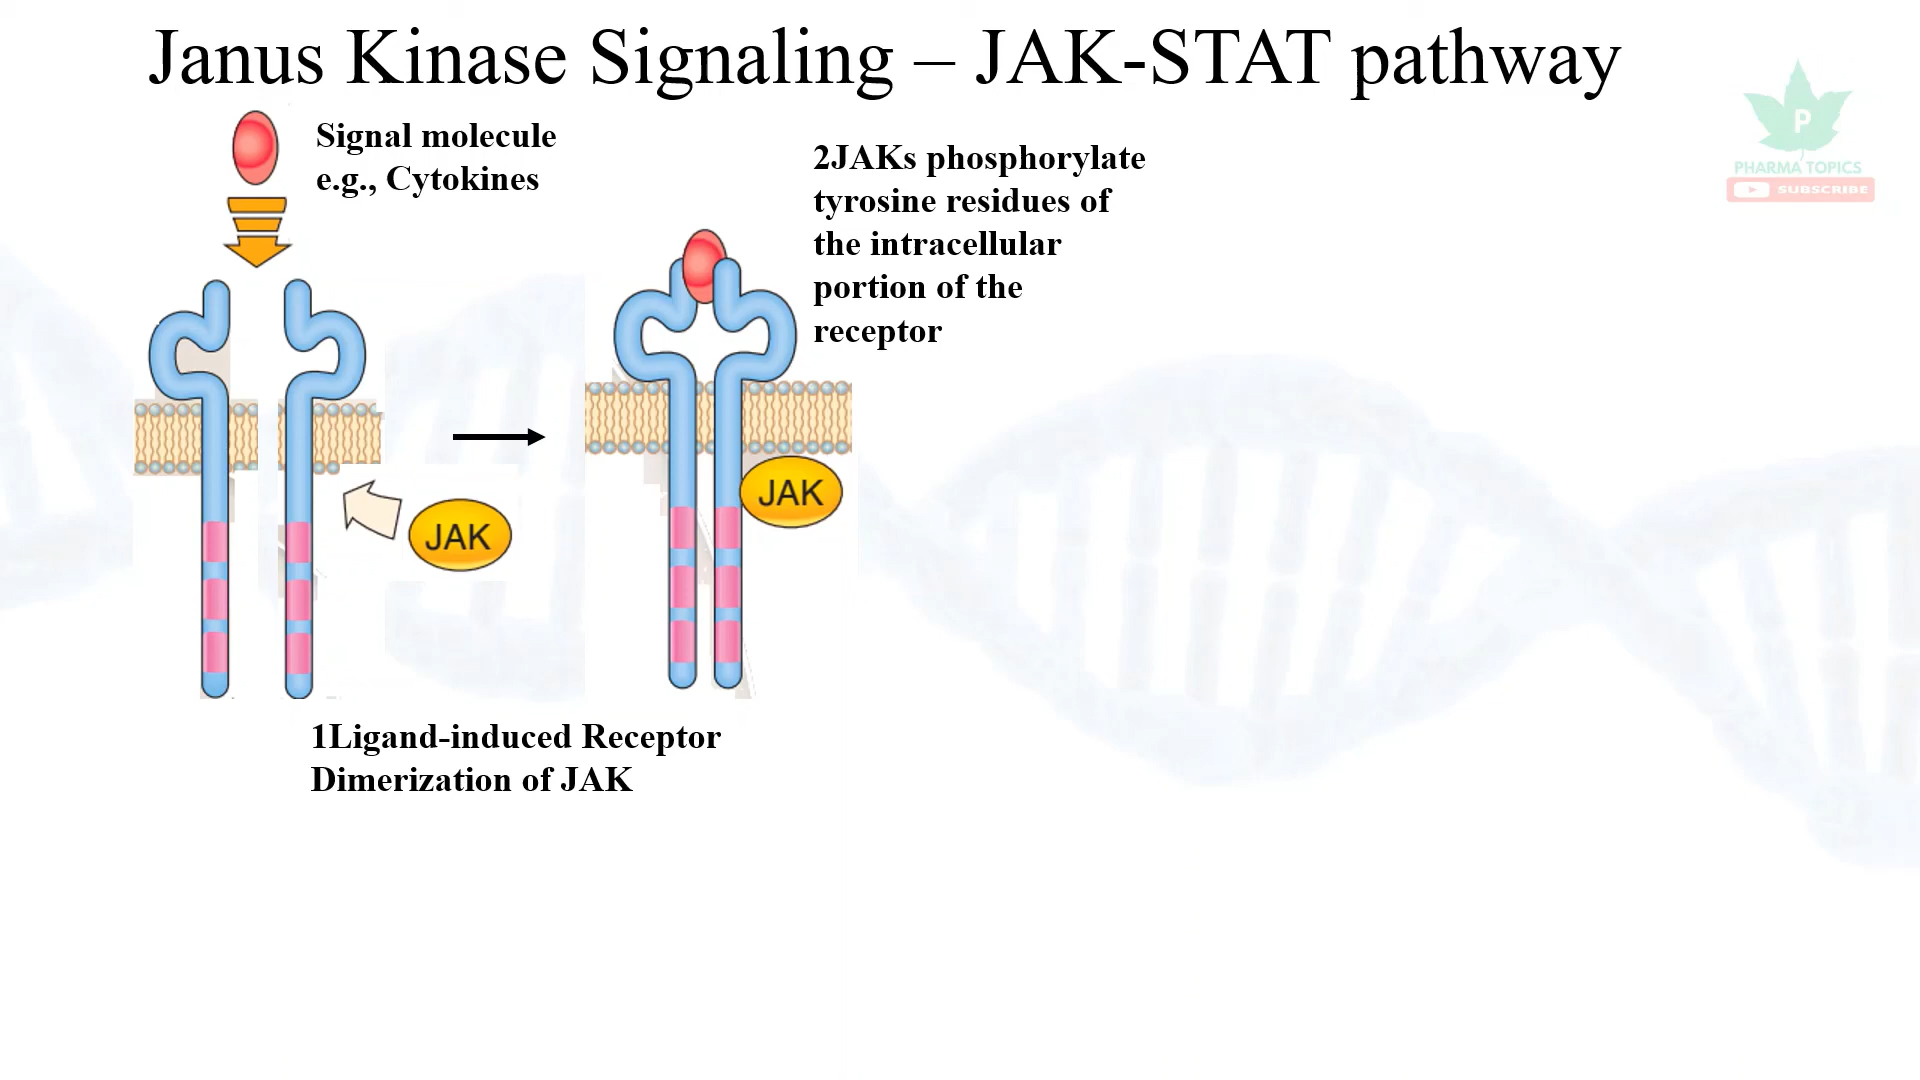 Janus Kinase Signaling – JAK-STAT pathway
Signal molecule
e.g., Cytokines
2JAKs phosphorylate
tyrosine residues of
the intracellular
portion of the
receptor
P
PHARMA TOPICS
SUBSCRIBE
JAK
JAK
1Ligand-induced Receptor
Dimerization of JAK